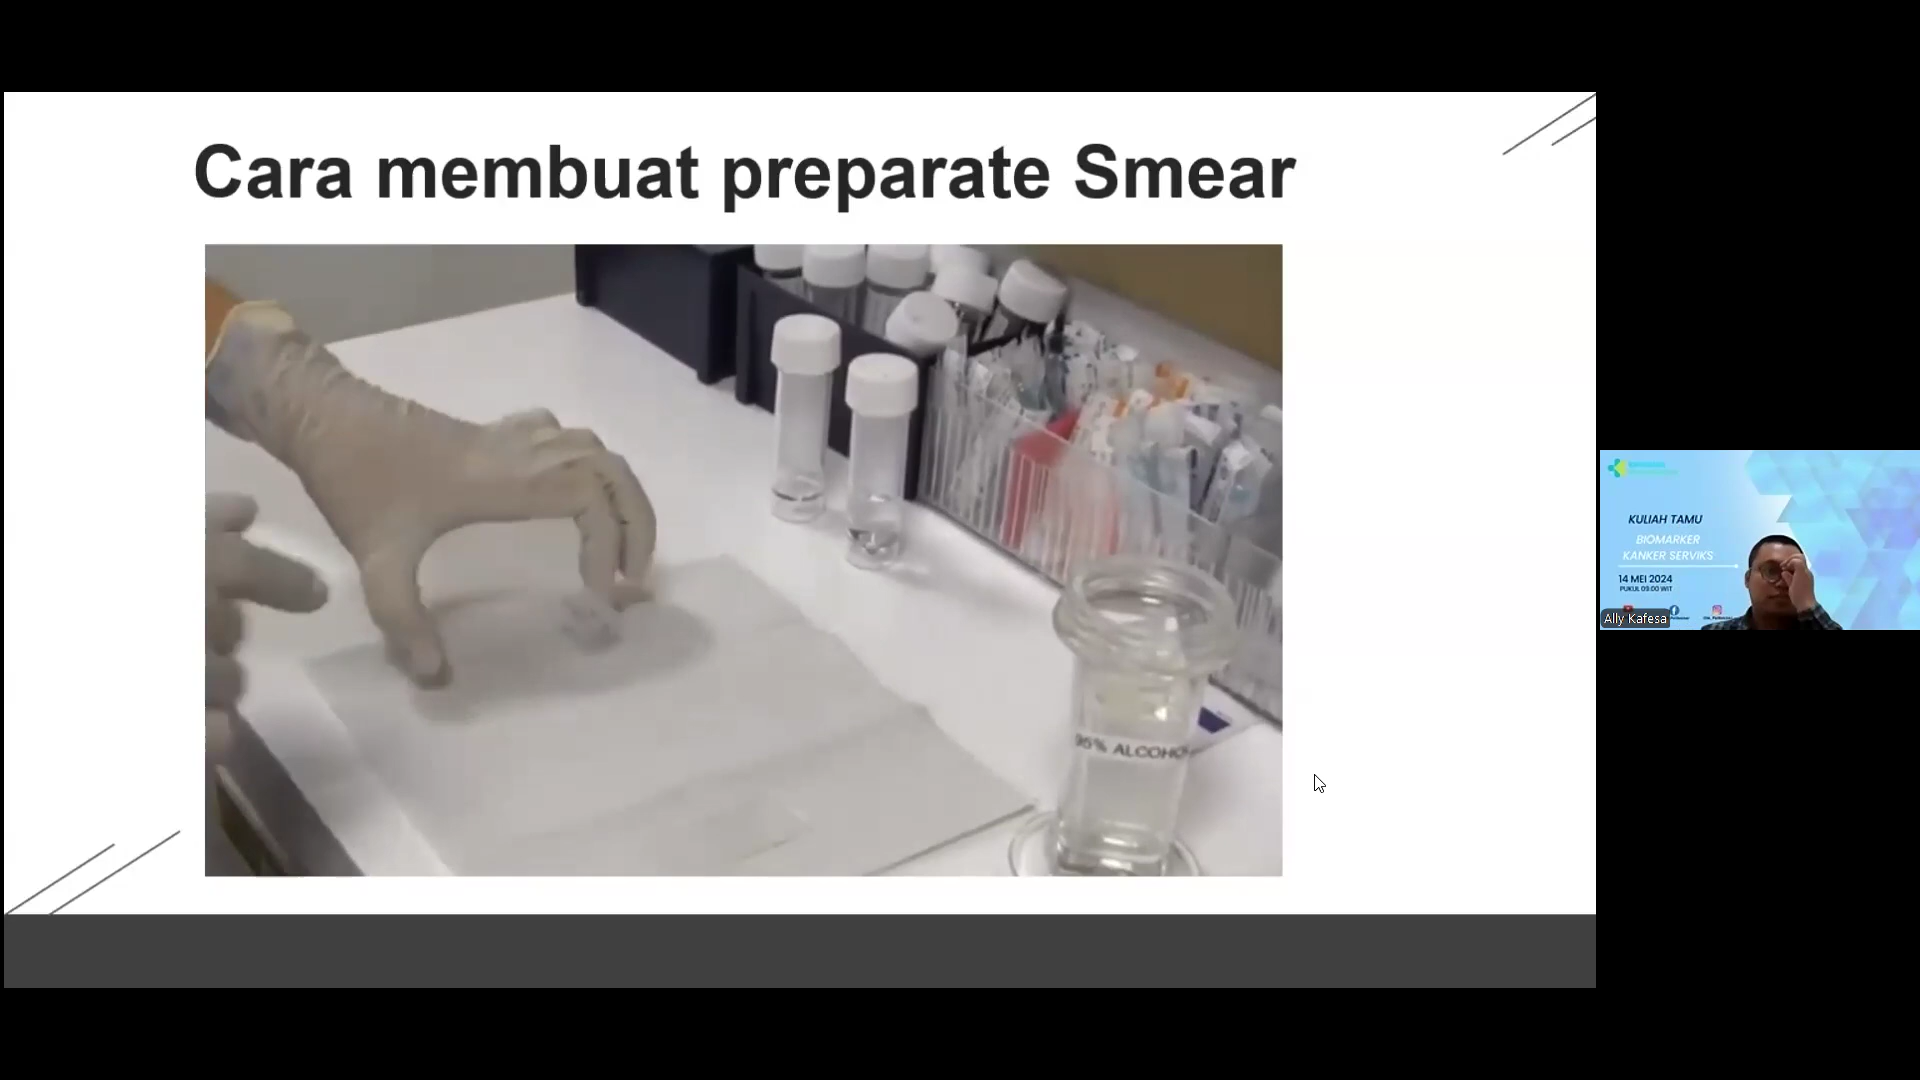 Cara membuat preparate Smear
95% ALCOHO
KULIAH TAMU
BIOMARKER
KANKER SERVIKS
14 MEI 2024
PUKUL 09.00 WIT
Ally Kafesa